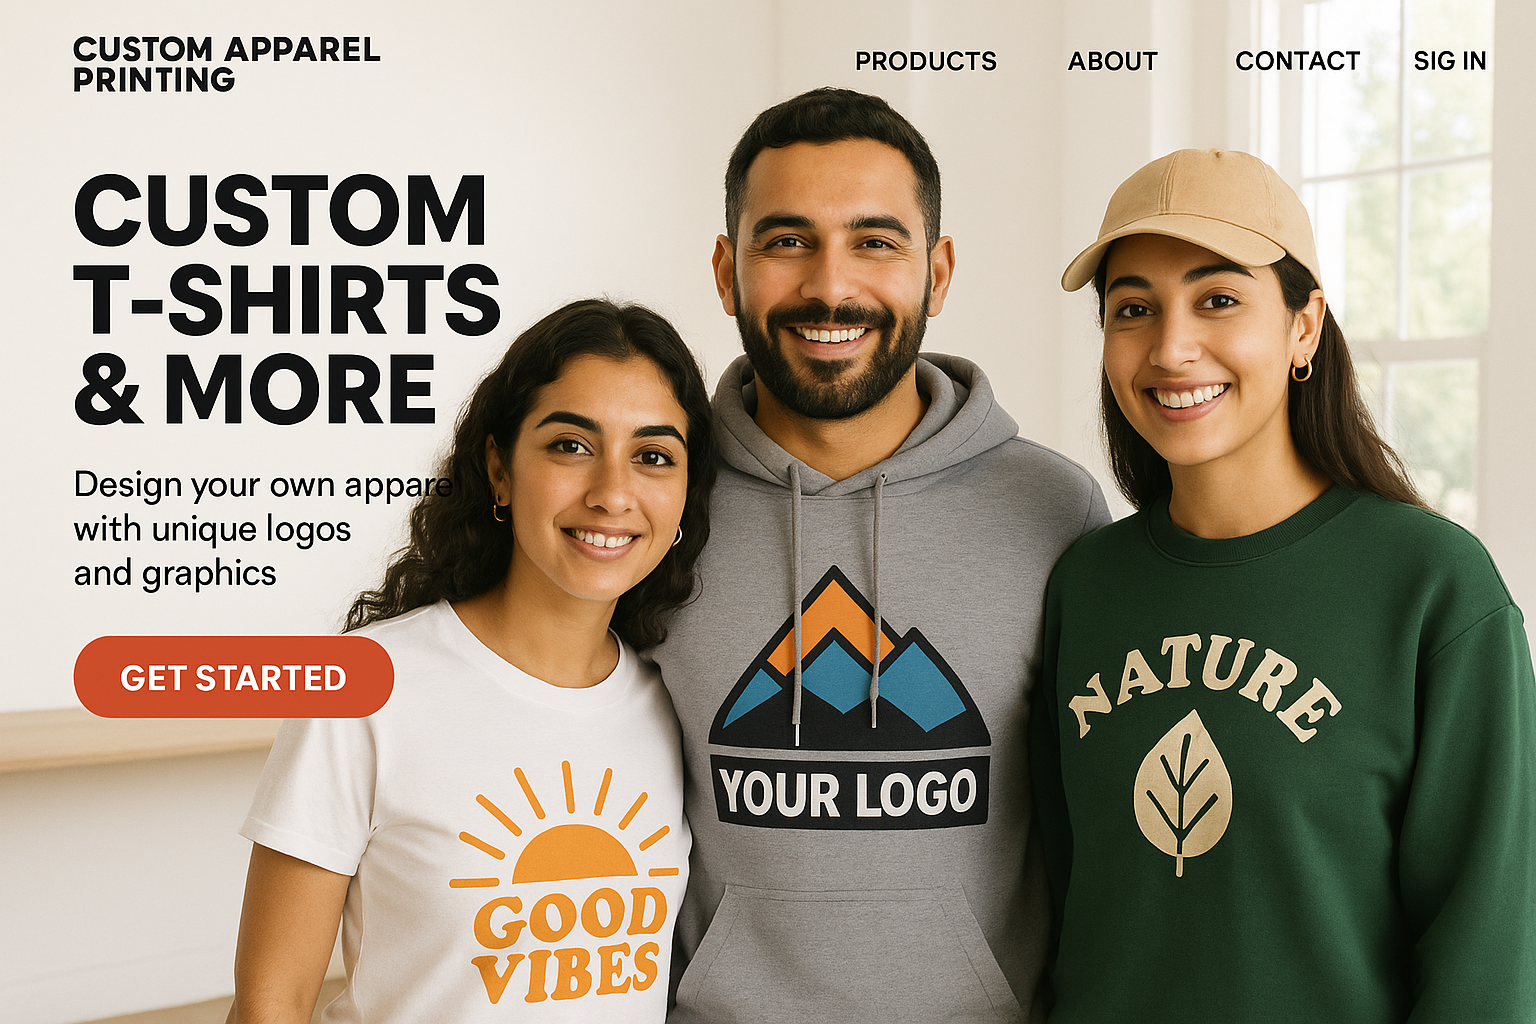 CUSTOM APPAREL
PRINTING
PRODUCTS ABOUT CONTACT SIG IN
CUSTOM
T-SHIRTS
& MORE
Design your own appare
with unique logos
and graphics
GET STARTED
GOOD
VIBES
YOUR LOGO
NATURE